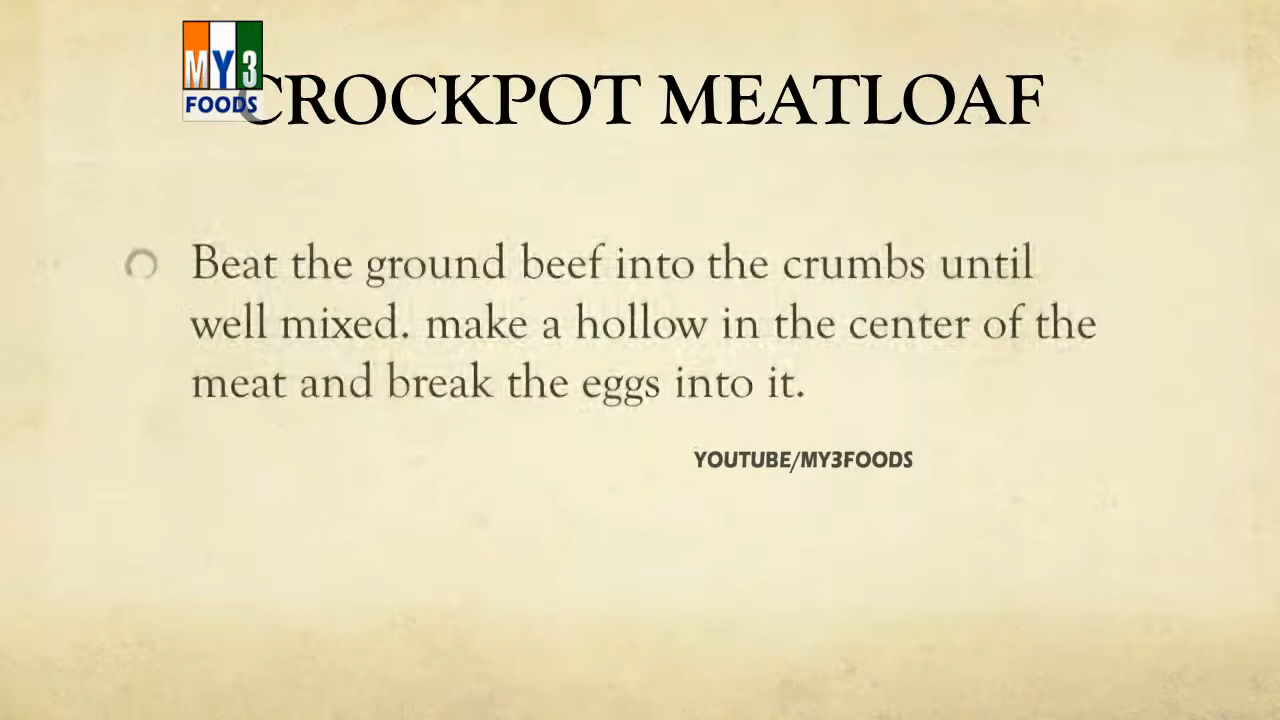 MY3
FOODS
CROCKPOT MEATLOAF
Beat the ground beef into the crumbs until
well mixed. make a hollow in the center of the
meat and break the eggs into it.
YOUTUBE/MY3FOODS